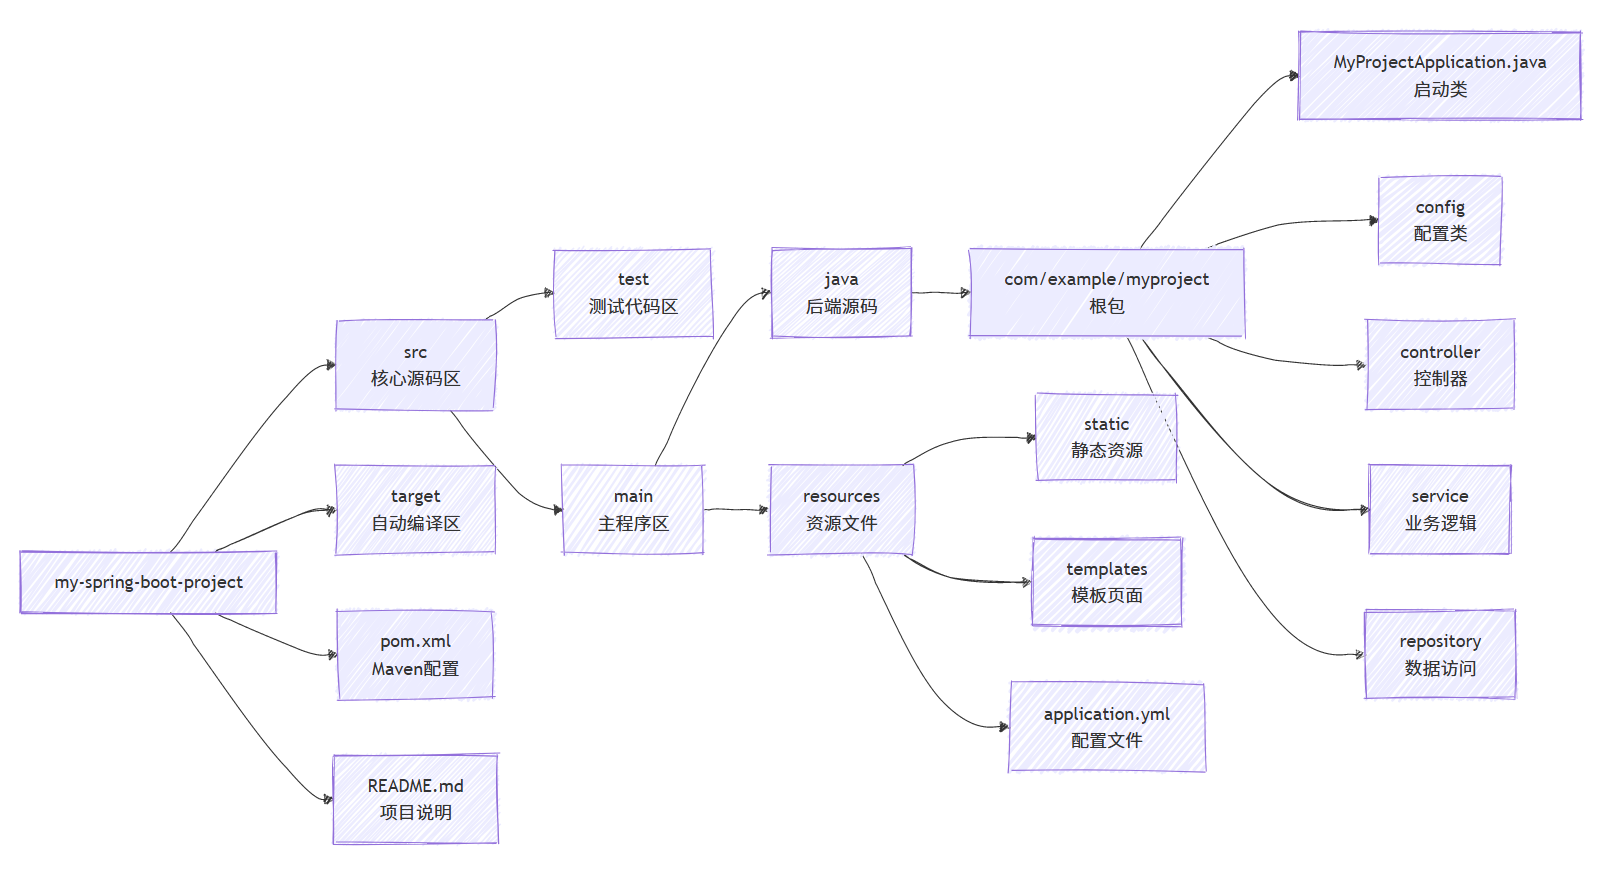 my-spring-boot-project
src
核心源码区
target
自动编译区
pom.xml
Maven配置
README.md
项目说明
test
测试代码区
main
主程序区
java
后端源码
resources
资源文件
com/example/myproject
根包
static
静态资源
templates
模板页面
application.yml
配置文件
MyProjectApplication.java
启动类
config
配置类
controller
控制器
service
业务逻辑
repository
数据访问